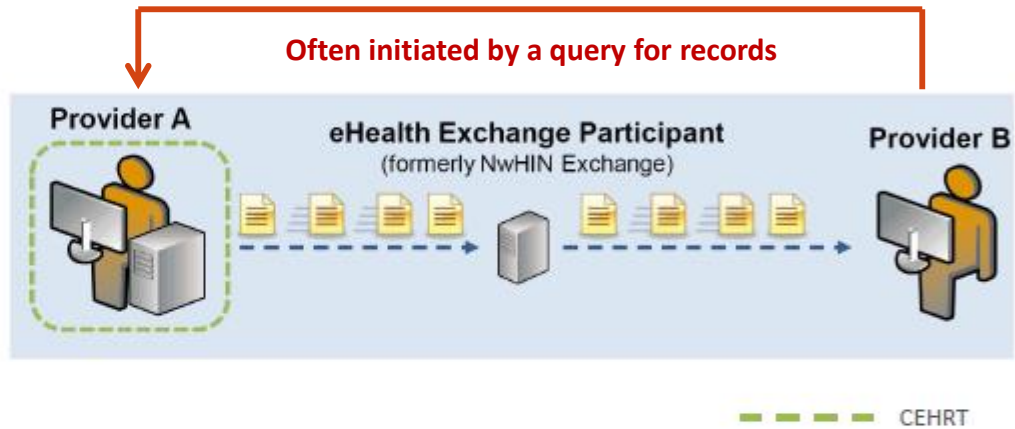 Often initiated by a query for records
Provider A
eHealth Exchange Participant
(formerly NwHIN Exchange)
Provider B
CEHRT